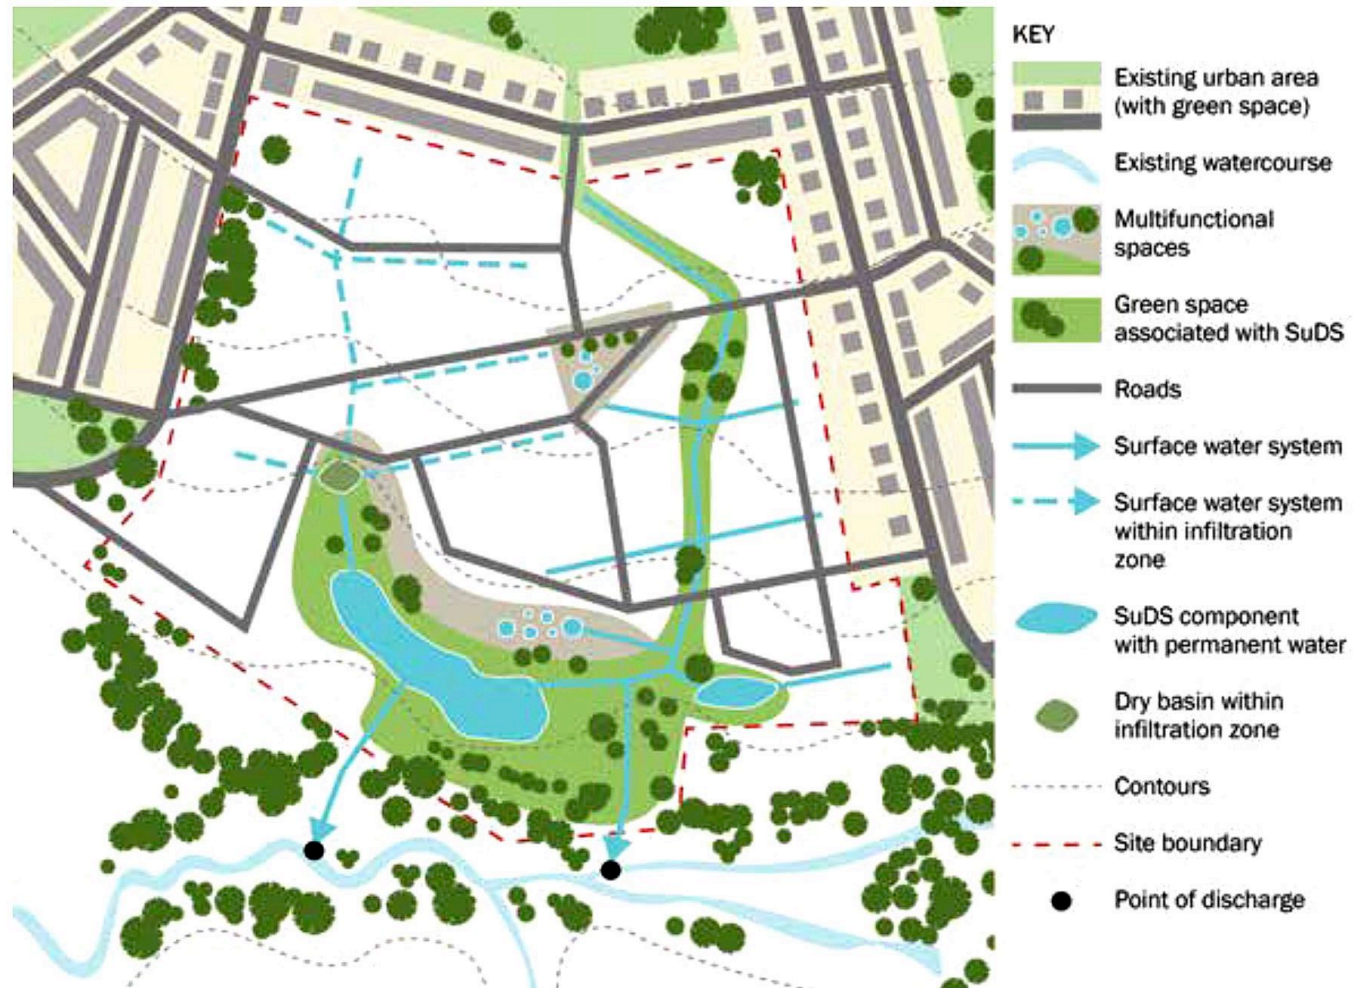 KEY
Existing urban area
(with green space)
Existing watercourse
Multifunctional
spaces
Green space
associated with SuDS
Roads
Surface water system
Surface water system
within infiltration
zone
SuDS component
with permanent water
Dry basin within
infiltration zone
Contours
Site boundary
Point of discharge